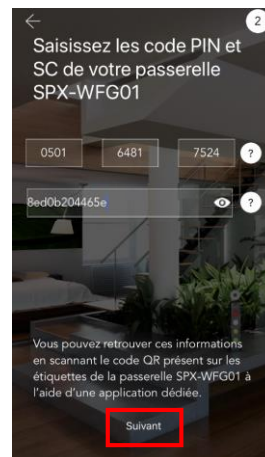 2
Saisissez les code PIN et
SC de votre passerelle
SPX-WFG01
0501 6481 7524 ?
8ed0b204465e ?
Vous pouvez retrouver ces informations
en scannant le code QR présent sur les
étiquettes de la passerelle SPX-WFG01 à
l'aide d'une application dédiée.
Suivant